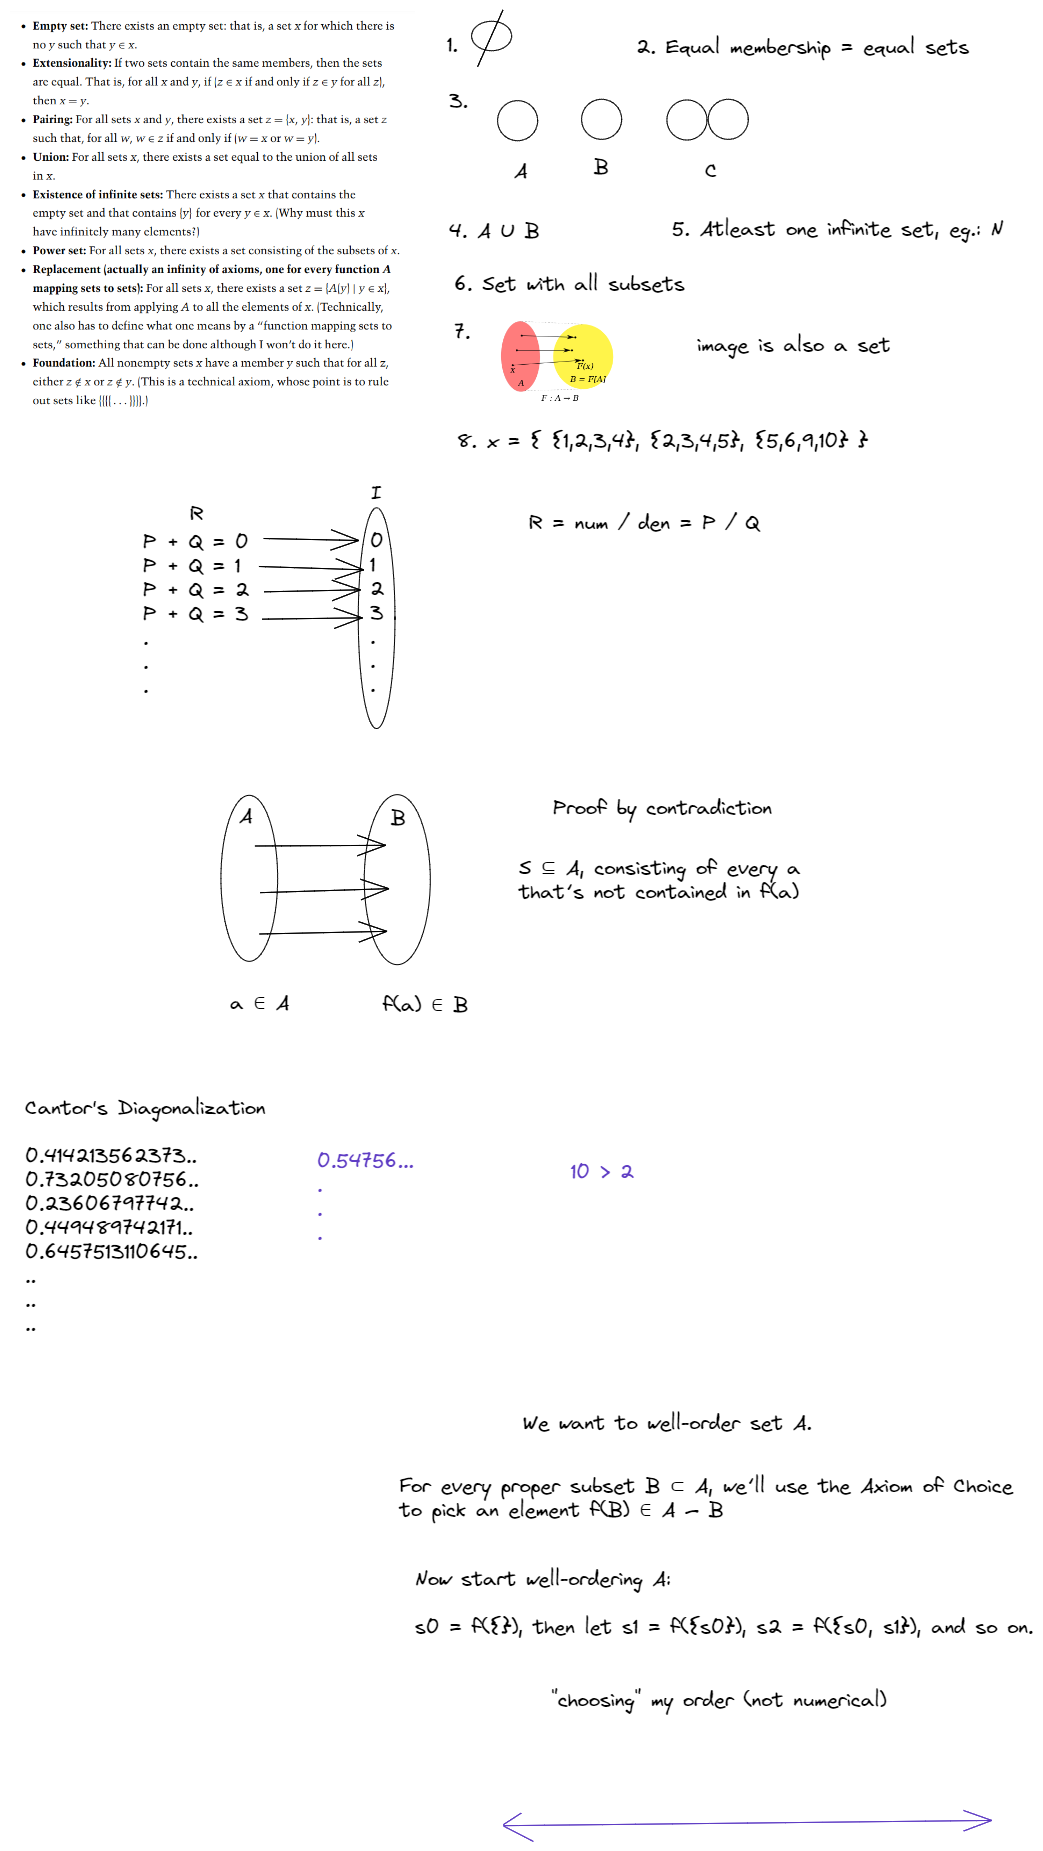 • Empty set: There exists an empty set: that is, a set x for which there is
no y such that y ∈ x.
• Extensionality: If two sets contain the same members, then the sets
are equal. That is, for all x and y, if (z ∈ x if and only if z ∈ y for all z),
then x = y.
• Pairing: For all sets x and y, there exists a set z = {x, y}: that is, a set z
such that, for all w, w ∈ z if and only if (w = x or w = y).
• Union: For all sets x, there exists a set equal to the union of all sets
in x.
• Existence of infinite sets: There exists a set x that contains the
empty set and that contains {y} for every y ∈ x. (Why must this x
have infinitely many elements?)
• Power set: For all sets x, there exists a set consisting of the subsets of x.
• Replacement (actually an infinity of axioms, one for every function A
mapping sets to sets): For all sets x, there exists a set z = {A(y) | y ∈ x},
which results from applying A to all the elements of x. (Technically,
one also has to define what one means by a “function mapping sets to
sets,” something that can be done although I won’t do it here.)
• Foundation: All nonempty sets x have a member y such that for all z,
either z ∉ x or z ∉ y. (This is a technical axiom, whose point is to rule
out sets like {{{{ . . . }}}}.)
1. ∅
2. Equal membership = equal sets
3.
A B C
4. A U B
5. Atleast one infinite set, eg.: N
6. Set with all subsets
7.
x
F(x)
A
B = F[A]
F : A → B
image is also a set
8. x = { {1,2,3,4}, {2,3,4,5}, {5,6,9,10} }
R
I
P + Q = 0 0
P + Q = 1 1
P + Q = 2 2
P + Q = 3 3
. .
. .
. .
R = num / den = P / Q
A B
a ∈ A f(a) ∈ B
Proof by contradiction
S ⊆ A, consisting of every a
that's not contained in f(a)
Cantor's Diagonalization
0.414213562373..
0.73205080756..
0.23606797742..
0.449489742171..
0.6457513110645..
..
..
..
0.54756...
.
.
.
10 > 2
We want to well-order set A.
For every proper subset B ⊂ A, we'll use the Axiom of Choice
to pick an element f(B) ∈ A - B
Now start well-ordering A:
s0 = f({}), then let s1 = f({s0}), s2 = f({s0, s1}), and so on.
"choosing" my order (not numerical)